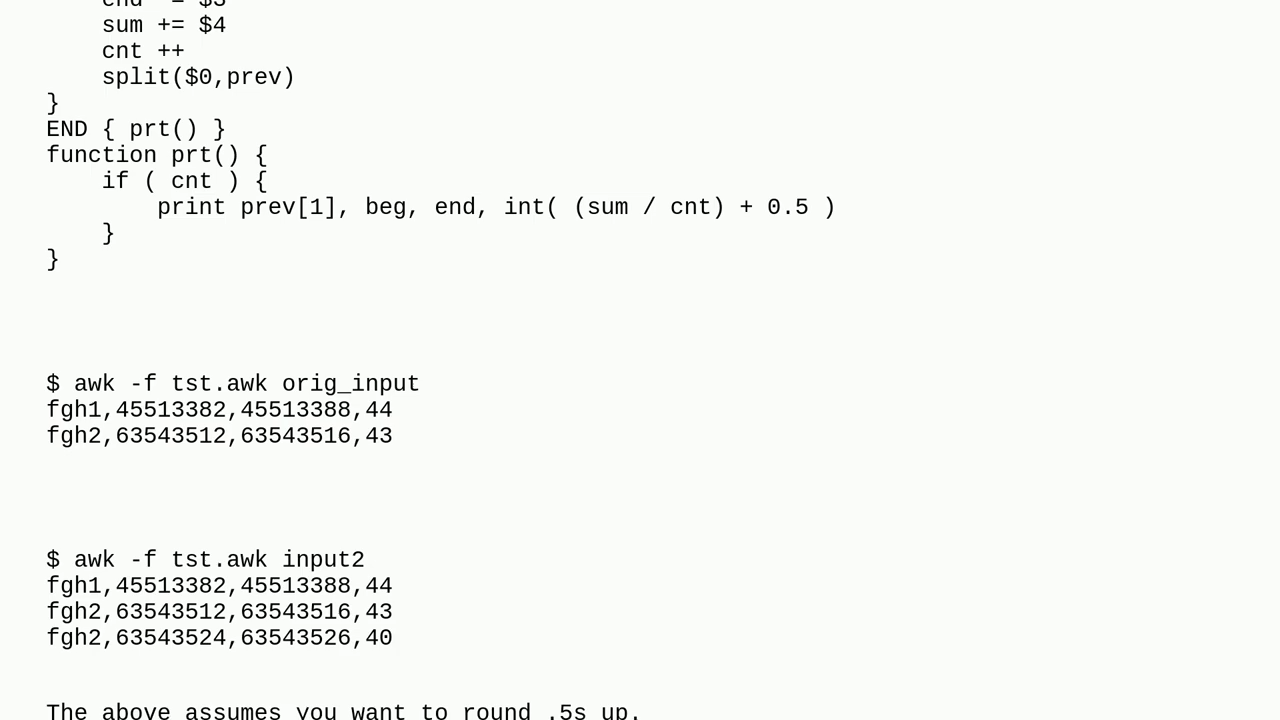 end  = $3
sum += $4
cnt ++
split($0,prev)
}
END { prt() }
function prt() {
if ( cnt ) {
print prev[1], beg, end, int( (sum / cnt) + 0.5 )
}
}
$ awk -f tst.awk orig_input
fgh1,45513382,45513388,44
fgh2,63543512,63543516,43
$ awk -f tst.awk input2
fgh1,45513382,45513388,44
fgh2,63543512,63543516,43
fgh2,63543524,63543526,40
The above assumes you want to round .5s up.